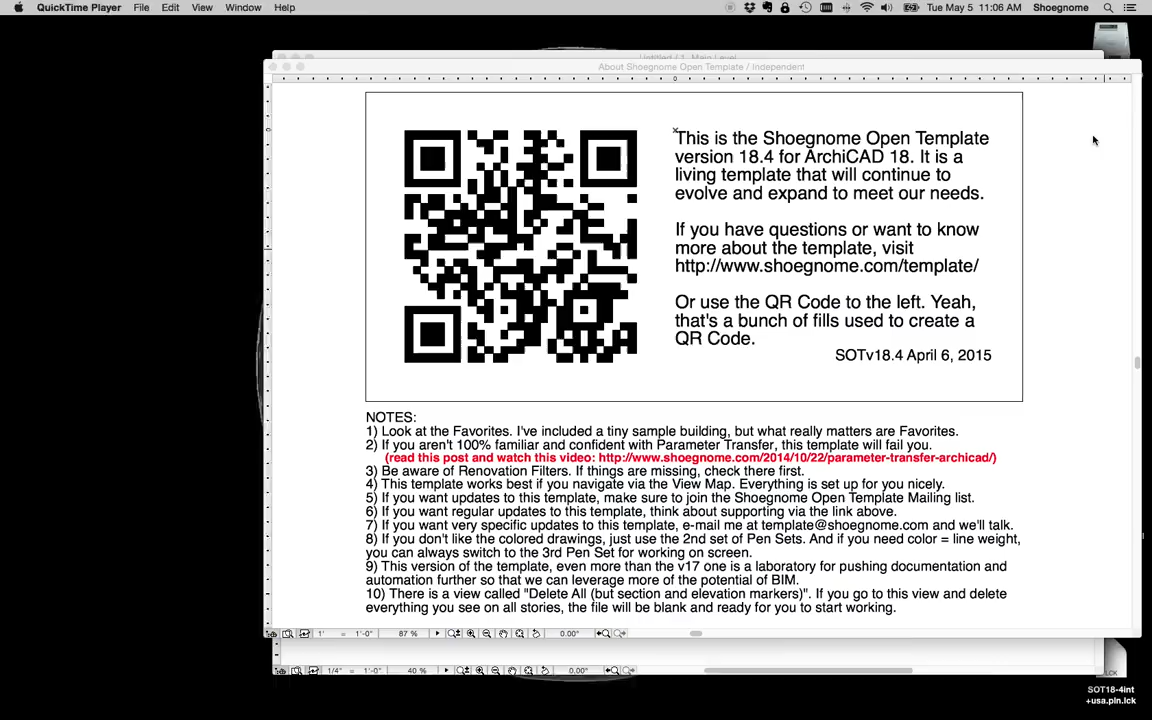 QuickTime Player File Edit View Window Help Tue May 5 11:06 AM Shoegnome
Untitled / 1. Main Level
About Shoegnome Open Template / Independent
This is the Shoegnome Open Template
version 18.4 for ArchiCAD 18. It is a
living template that will continue to
evolve and expand to meet our needs.
If you have questions or want to know
more about the template, visit
http://www.shoegnome.com/template/
Or use the QR Code to the left. Yeah,
that's a bunch of fills used to create a
QR Code.
SOTv18.4 April 6, 2015
NOTES:
1) Look at the Favorites. I've included a tiny sample building, but what really matters are Favorites.
2) If you aren't 100% familiar and confident with Parameter Transfer, this template will fail you.
(read this post and watch this video: http://www.shoegnome.com/2014/10/22/parameter-transfer-archicad/)
3) Be aware of Renovation Filters. If things are missing, check there first.
4) This template works best if you navigate via the View Map. Everything is set up for you nicely.
5) If you want updates to this template, make sure to join the Shoegnome Open Template Mailing list.
6) If you want regular updates to this template, think about supporting via the link above.
7) If you want very specific updates to this template, e-mail me at template@shoegnome.com and we'll talk.
8) If you don't like the colored drawings, just use the 2nd set of Pen Sets. And if you need color = line weight,
you can always switch to the 3rd Pen Set for working on screen.
9) This version of the template, even more than the v17 one is a laboratory for pushing documentation and
automation further so that we can leverage more of the potential of BIM.
10) There is a view called "Delete All (but section and elevation markers)". If you go to this view and delete
everything you see on all stories, the file will be blank and ready for you to start working.
1' = 1'-0" 87 % 0.00°
1/4" = 1'-0" 40 % 0.00°
SOT18-4int
+usa.pln.lck